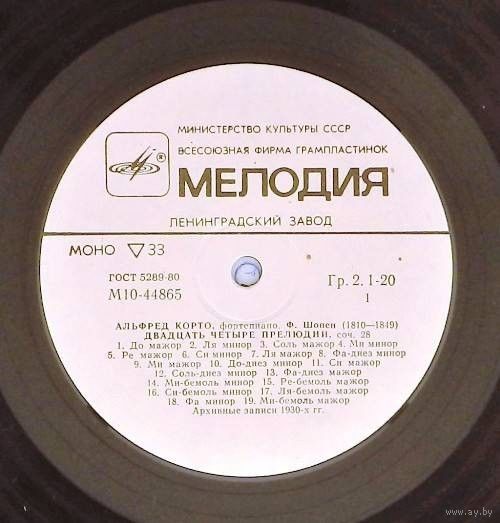 МИНИСТЕРСТВО КУЛЬТУРЫ СССР
ВСЕСОЮЗНАЯ ФИРМА ГРАМПЛАСТИНОК
МЕЛОДИЯ
ЛЕНИНГРАДСКИЙ ЗАВОД
МОНО ▽ 33
ГОСТ 5289-80
М10-44865
Гр. 2. 1-20
1
АЛЬФРЕД КОРТО, фортепиано. Ф. Шопен (1810—1849)
ДВАДЦАТЬ ЧЕТЫРЕ ПРЕЛЮДИИ, соч. 28
1. До мажор 2. Ля минор 3. Соль мажор 4. Ми минор
5. Ре мажор 6. Си минор 7. Ля мажор 8. Фа-диез минор
9. Ми мажор 10. До-диез минор 11. Си мажор
12. Соль-диез минор 13. Фа-диез мажор
14. Ми-бемоль минор 15. Ре-бемоль мажор
16. Си-бемоль минор 17. Ля-бемоль мажор
18. Фа минор 19. Ми-бемоль мажор
Архивные записи 1930-х гг.
www.ay.by